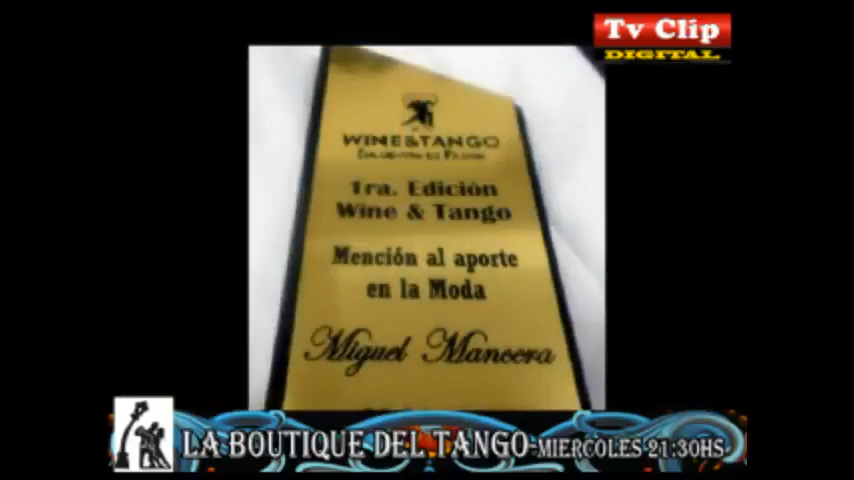 Tv Clip
DIGITAL
WINE&TANGO
1ra. Edición
Wine & Tango
Mención al aporte
en la Moda
Miguel Mancera
LA BOUTIQUE DEL TANGO-MIERCOLES 21:30HS